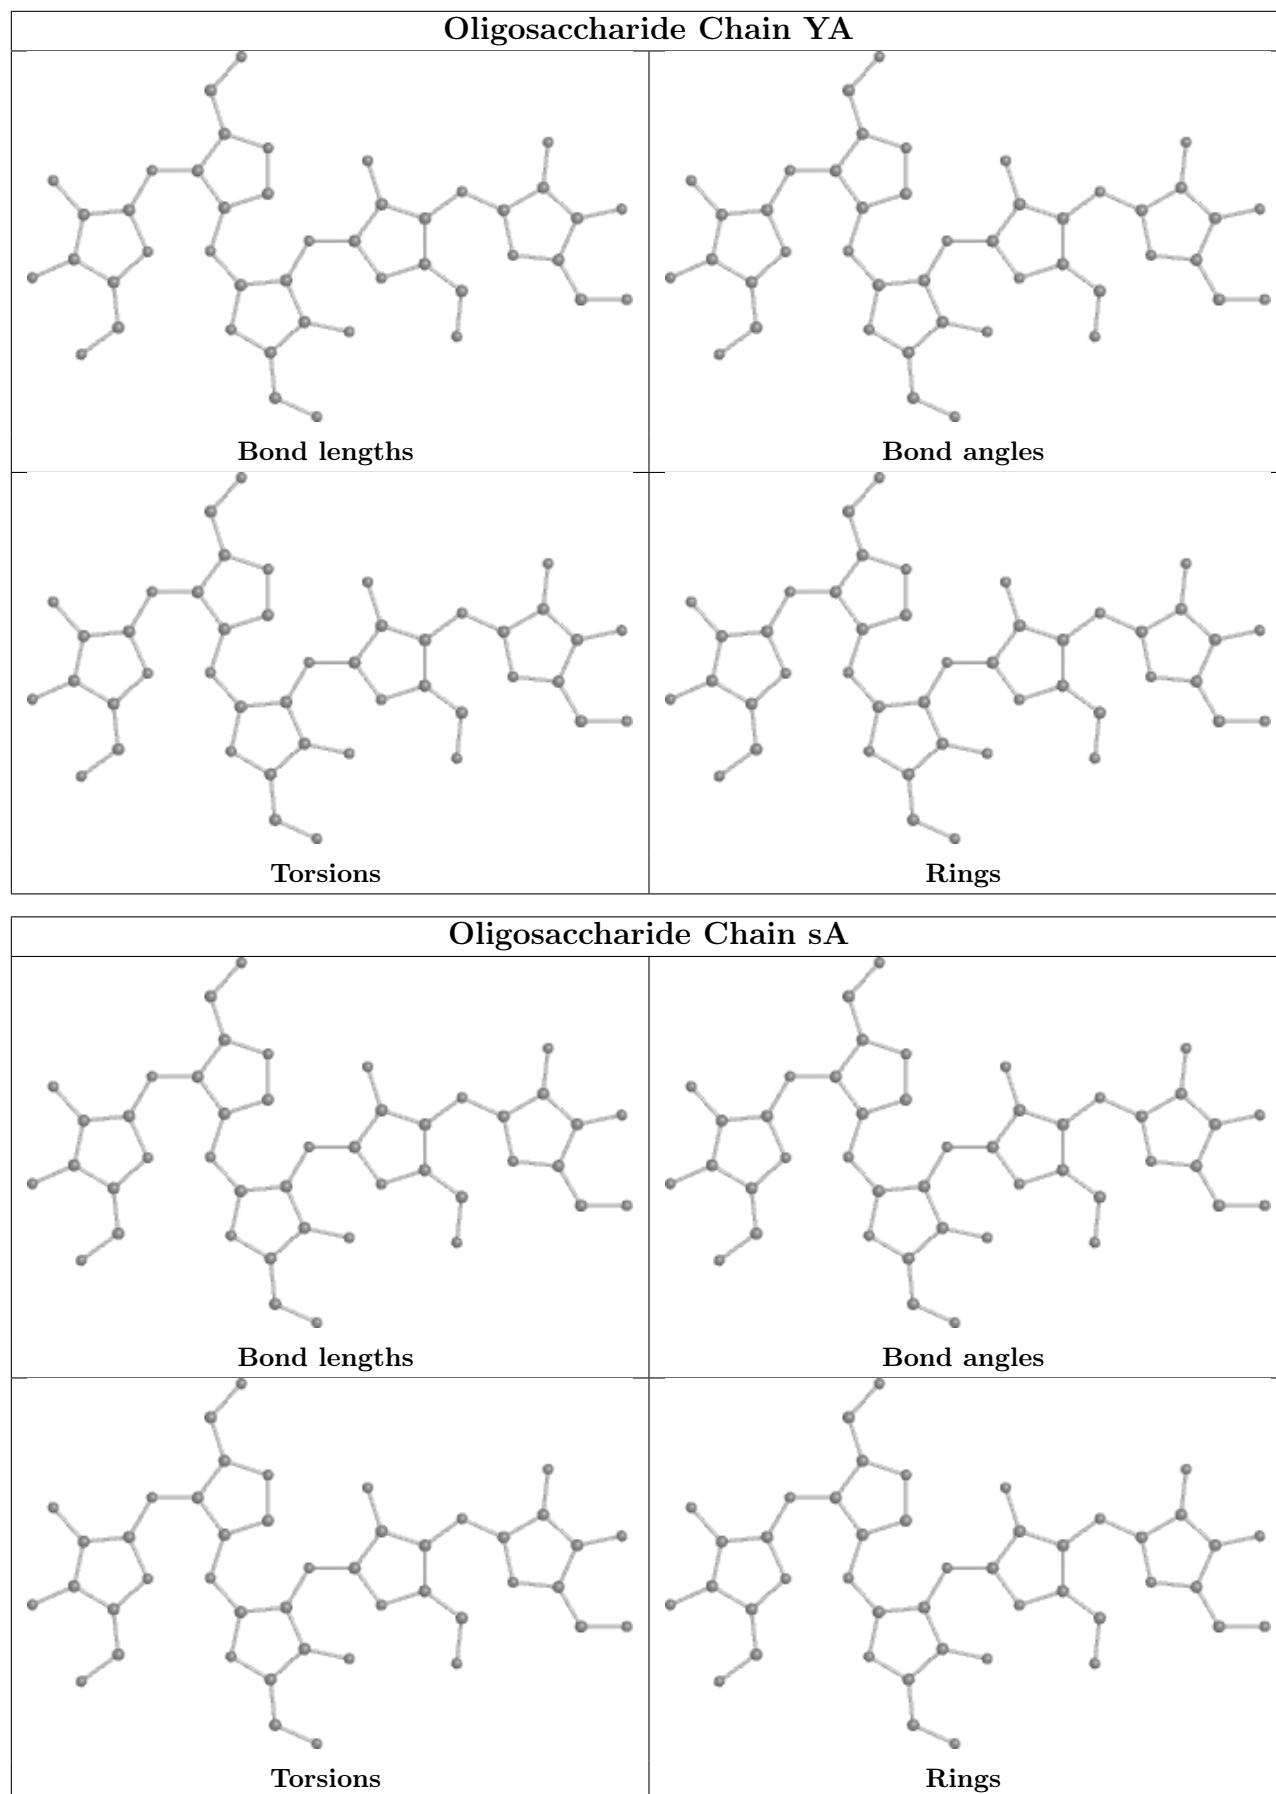 Oligosaccharide Chain YA
Bond lengths
Bond angles
Torsions
Rings
Oligosaccharide Chain sA
Bond lengths
Bond angles
Torsions
Rings